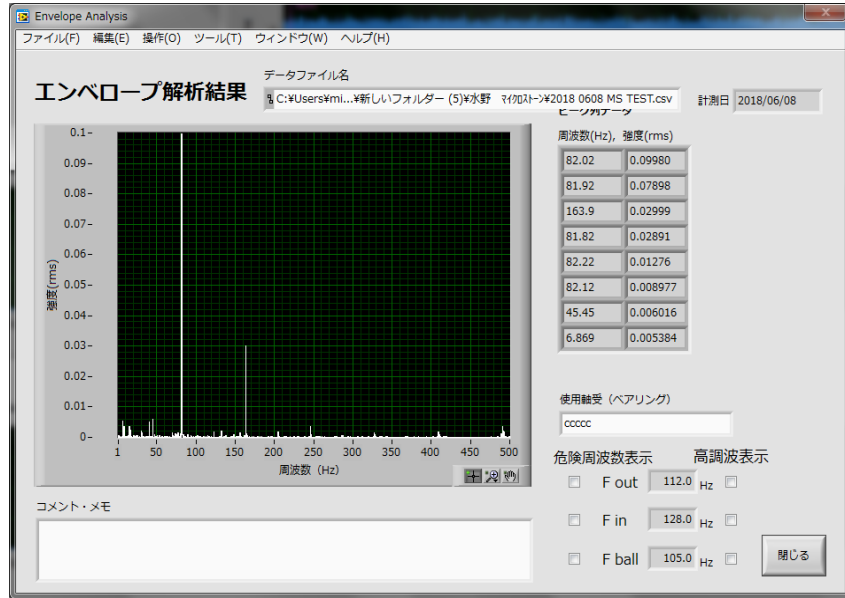 Envelope Analysis
ファイル(F) 編集(E) 操作(O) ツール(T) ウィンドウ(W) ヘルプ(H)
エンベロープ解析結果
データファイル名
C:¥Users¥mi...¥新しいフォルダー (5)¥水野 ﾏｲｸﾛｽﾄｰﾝ¥2018 0608 MS TEST.csv
計測日 2018/06/08
ピーク列データ
周波数(Hz), 強度(rms)
82.02 0.09980
81.92 0.07898
163.9 0.02999
81.82 0.02891
82.22 0.01276
82.12 0.008977
45.45 0.006016
6.869 0.005384
強度(rms)
0.1
0.09
0.08
0.07
0.06
0.05
0.04
0.03
0.02
0.01
0
1 50 100 150 200 250 300 350 400 450 500
周波数 (Hz)
使用軸受 (ベアリング)
ccccc
危険周波数表示 高調波表示
F out 112.0 Hz
F in 128.0 Hz
F ball 105.0 Hz
コメント・メモ
閉じる